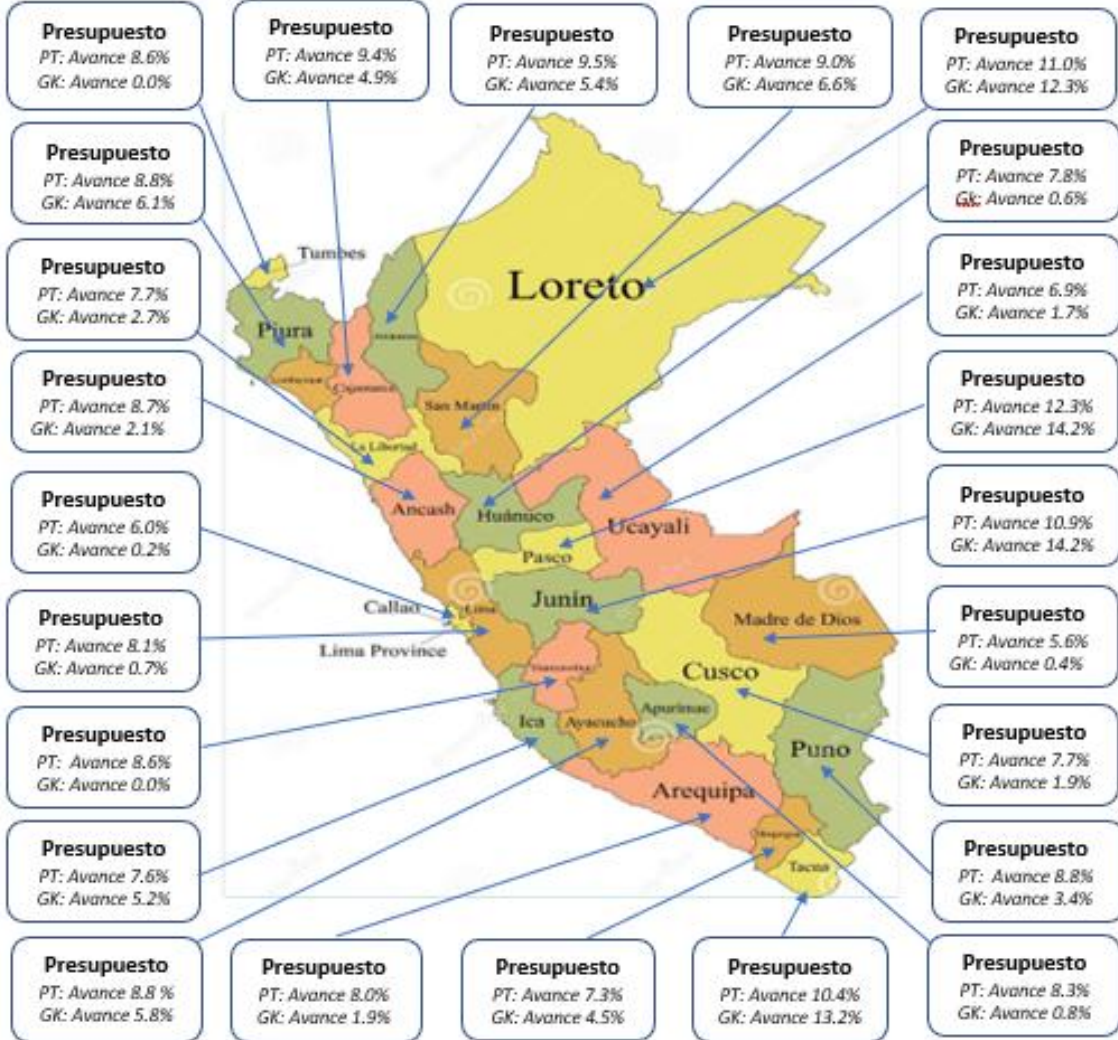 Presupuesto
PT: Avance 8.6%
GK: Avance 0.0%
Presupuesto
PT: Avance 9.4%
GK: Avance 4.9%
Presupuesto
PT: Avance 9.5%
GK: Avance 5.4%
Presupuesto
PT: Avance 9.0%
GK: Avance 6.6%
Presupuesto
PT: Avance 11.0%
GK: Avance 12.3%
Presupuesto
PT: Avance 8.8%
GK: Avance 6.1%
Presupuesto
PT: Avance 7.8%
Gk: Avance 0.6%
Presupuesto
PT: Avance 7.7%
GK: Avance 2.7%
Presupuesto
PT: Avance 6.9%
GK: Avance 1.7%
Presupuesto
PT: Avance 8.7%
GK: Avance 2.1%
Presupuesto
PT: Avance 12.3%
GK: Avance 14.2%
Presupuesto
PT: Avance 6.0%
GK: Avance 0.2%
Presupuesto
PT: Avance 10.9%
GK: Avance 14.2%
Presupuesto
PT: Avance 8.1%
GK: Avance 0.7%
Presupuesto
PT: Avance 5.6%
GK: Avance 0.4%
Presupuesto
PT: Avance 8.6%
GK: Avance 0.0%
Presupuesto
PT: Avance 7.7%
GK: Avance 1.9%
Presupuesto
PT: Avance 7.6%
GK: Avance 5.2%
Presupuesto
PT: Avance 8.8%
GK: Avance 3.4%
Presupuesto
PT: Avance 8.8 %
GK: Avance 5.8%
Presupuesto
PT: Avance 8.0%
GK: Avance 1.9%
Presupuesto
PT: Avance 7.3%
GK: Avance 4.5%
Presupuesto
PT: Avance 10.4%
GK: Avance 13.2%
Presupuesto
PT: Avance 8.3%
GK: Avance 0.8%
Tumbes
Loreto
Piura
Cajamarca
San Martin
La Libertad
Ancash
Huánuco
Ucayali
Pasco
Junin
Callao
Lima
Lima Province
Madre de Dios
Cusco
Ica
Ayacucho
Apurimac
Puno
Arequipa
Tacna